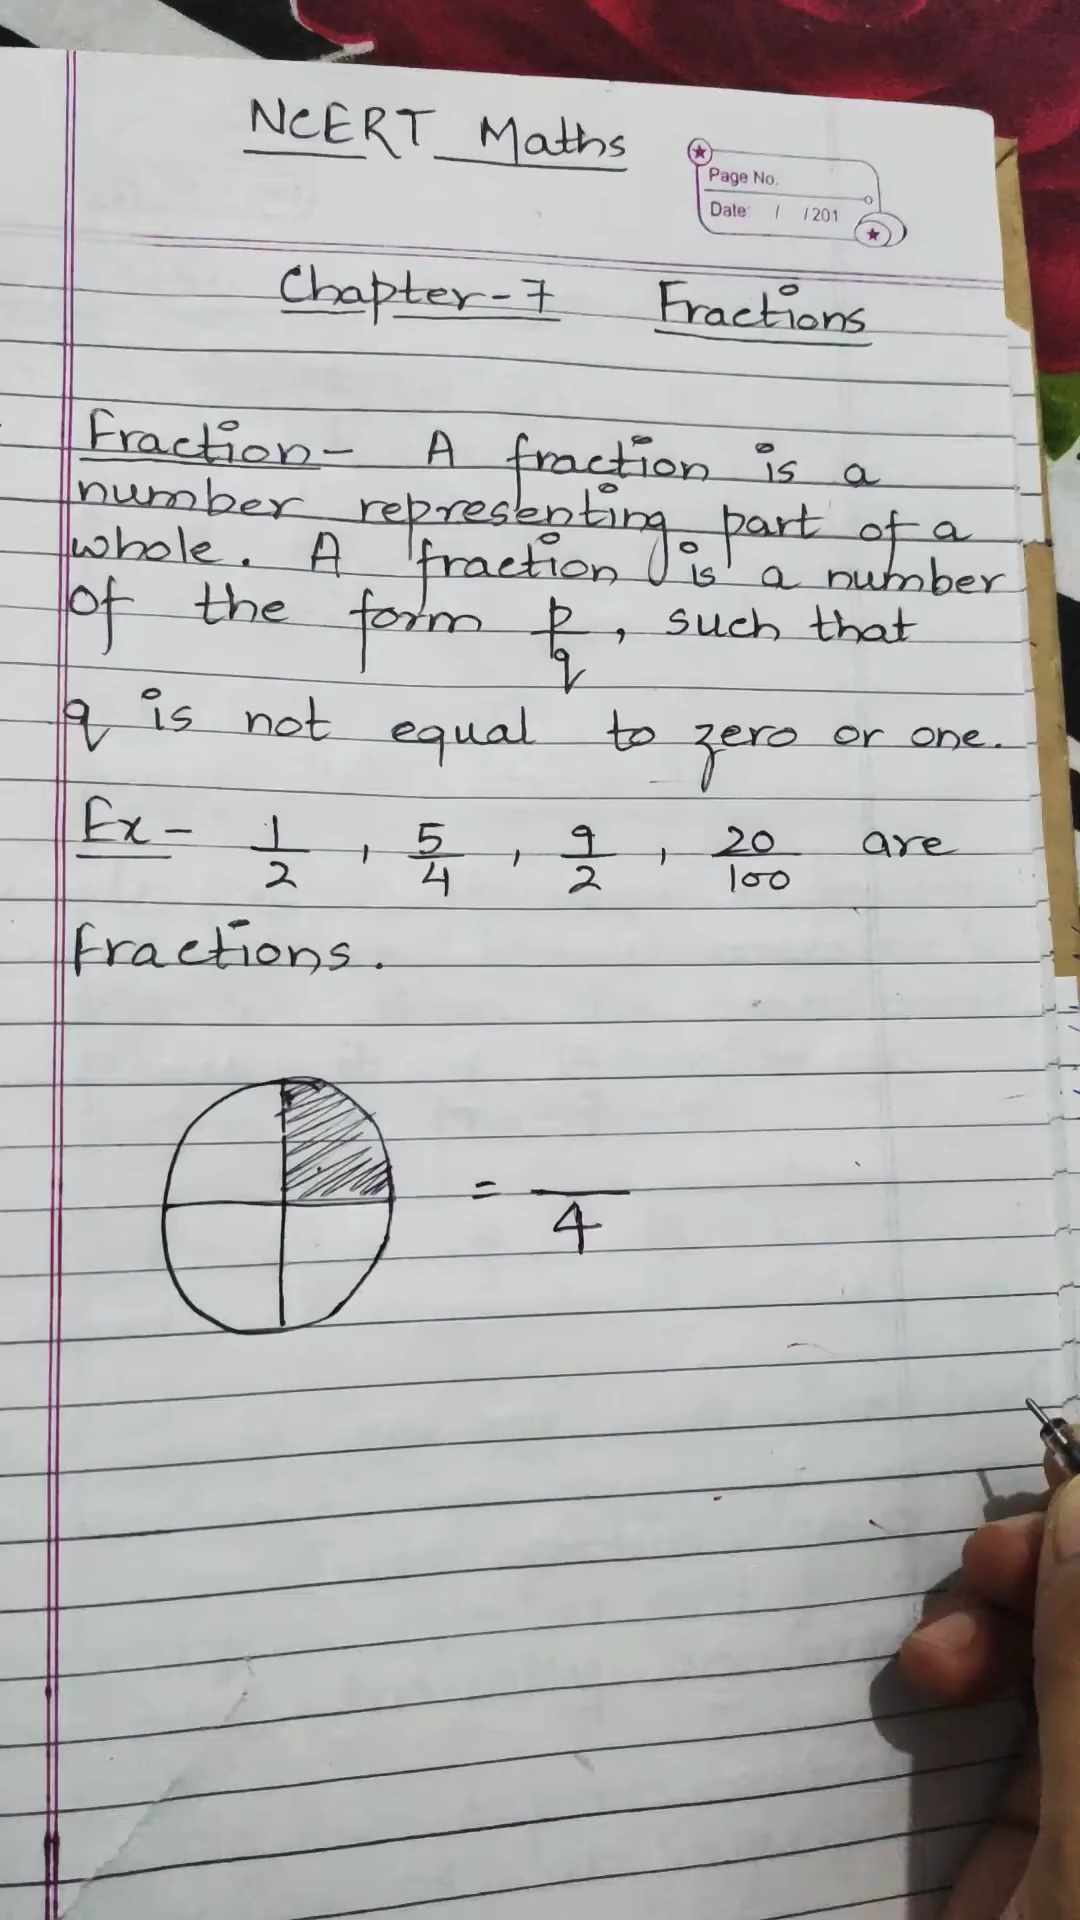 NCERT Maths
Page No.
Date / /201
Chapter-7 Fractions
Fraction- A fraction is a
number representing part of a
whole. A fraction is a number
of the form p/q, such that
q is not equal to zero or one.
Ex- 1/2, 5/4, 9/2, 20/100 are
fractions.
= /4